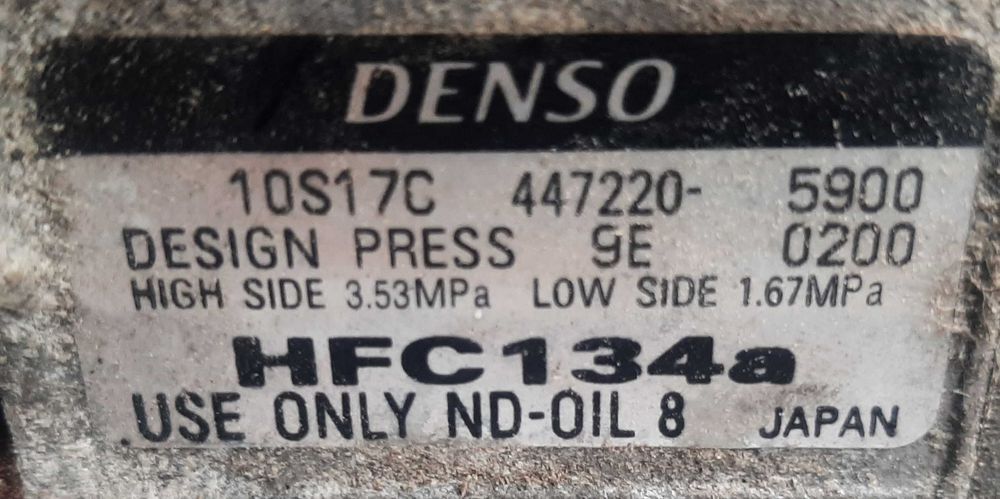 DENSO
10S17C 447220- 5900
DESIGN PRESS 9E 0200
HIGH SIDE 3.53MPa LOW SIDE 1.67MPa
HFC134a
USE ONLY ND-OIL 8 JAPAN